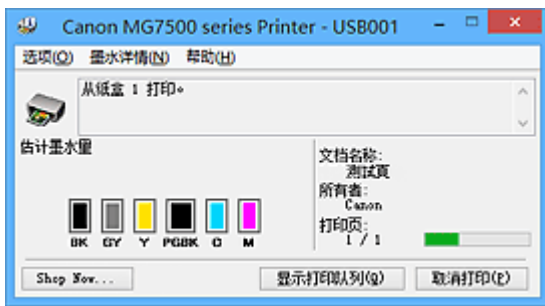 Canon MG7500 series Printer - USB001
选项(O) 墨水详情(N) 帮助(H)
从纸盒 1 打印。
估计墨水量
BK GY Y PGBK C M
文档名称:
测试页
所有者:
Canon
打印页:
1 / 1
Shop Now...
显示打印队列(Q)
取消打印(P)